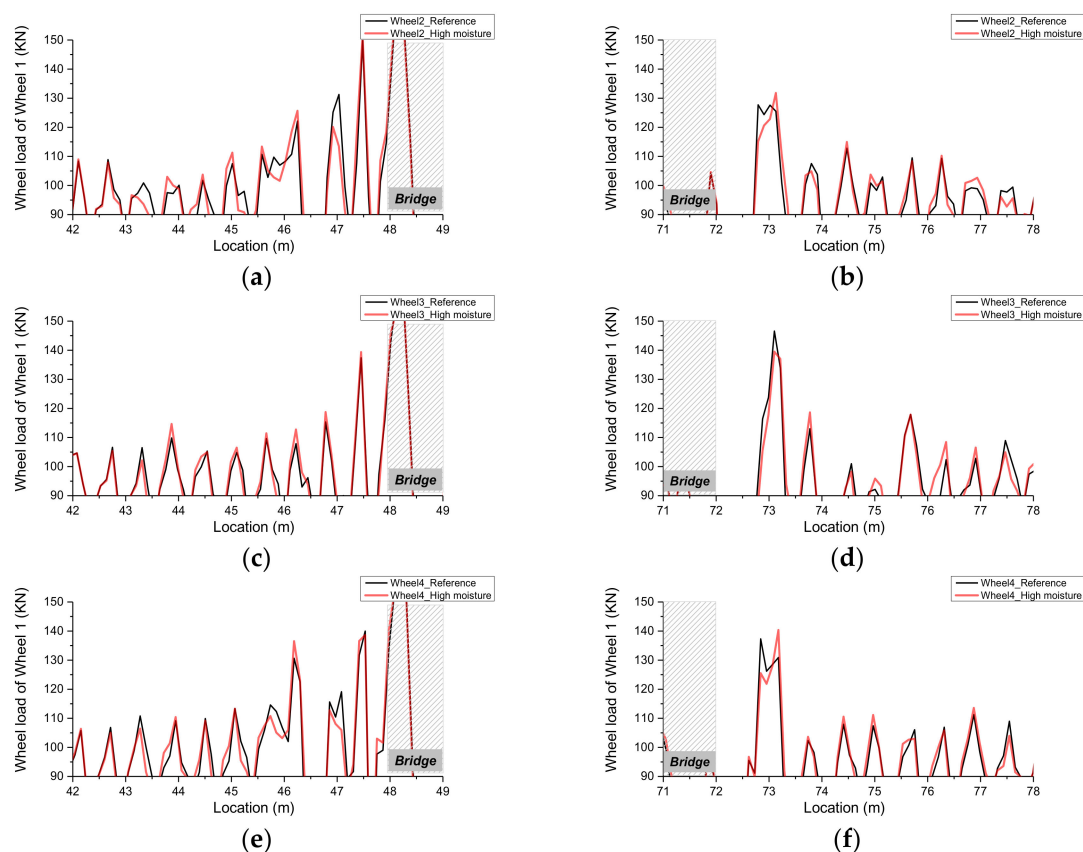 Wheel2_Reference
Wheel2_High moisture
Wheel load of Wheel 1 (KN)
150
140
130
120
110
100
90
Bridge
42 43 44 45 46 47 48 49
Location (m)
(a)
Wheel2_Reference
Wheel2_High moisture
Wheel load of Wheel 1 (KN)
150
140
130
120
110
100
90
Bridge
71 72 73 74 75 76 77 78
Location (m)
(b)
Wheel3_Reference
Wheel3_High moisture
Wheel load of Wheel 1 (KN)
150
140
130
120
110
100
90
Bridge
42 43 44 45 46 47 48 49
Location (m)
(c)
Wheel3_Reference
Wheel3_High moisture
Wheel load of Wheel 1 (KN)
150
140
130
120
110
100
90
Bridge
71 72 73 74 75 76 77 78
Location (m)
(d)
Wheel4_Reference
Wheel4_High moisture
Wheel load of Wheel 1 (KN)
150
140
130
120
110
100
90
Bridge
42 43 44 45 46 47 48 49
Location (m)
(e)
Wheel4_Reference
Wheel4_High moisture
Wheel load of Wheel 1 (KN)
150
140
130
120
110
100
90
Bridge
71 72 73 74 75 76 77 78
Location (m)
(f)